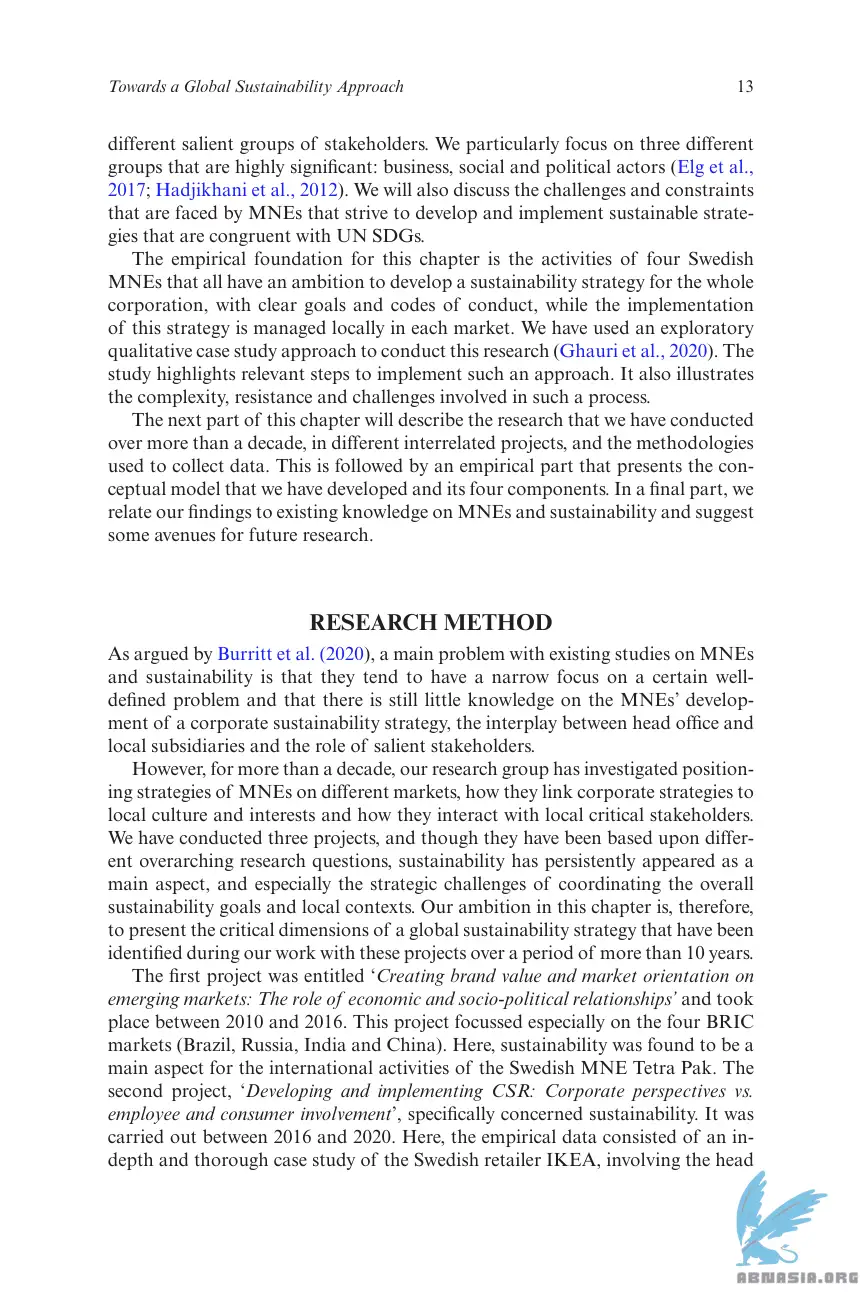 Towards a Global Sustainability Approach 13
different salient groups of stakeholders. We particularly focus on three different
groups that are highly significant: business, social and political actors (Elg et al.,
2017; Hadjikhani et al., 2012). We will also discuss the challenges and constraints
that are faced by MNEs that strive to develop and implement sustainable strate-
gies that are congruent with UN SDGs.
The empirical foundation for this chapter is the activities of four Swedish
MNEs that all have an ambition to develop a sustainability strategy for the whole
corporation, with clear goals and codes of conduct, while the implementation
of this strategy is managed locally in each market. We have used an exploratory
qualitative case study approach to conduct this research (Ghauri et al., 2020). The
study highlights relevant steps to implement such an approach. It also illustrates
the complexity, resistance and challenges involved in such a process.
The next part of this chapter will describe the research that we have conducted
over more than a decade, in different interrelated projects, and the methodologies
used to collect data. This is followed by an empirical part that presents the con-
ceptual model that we have developed and its four components. In a final part, we
relate our findings to existing knowledge on MNEs and sustainability and suggest
some avenues for future research.
RESEARCH METHOD
As argued by Burritt et al. (2020), a main problem with existing studies on MNEs
and sustainability is that they tend to have a narrow focus on a certain well-
defined problem and that there is still little knowledge on the MNEs’ develop-
ment of a corporate sustainability strategy, the interplay between head office and
local subsidiaries and the role of salient stakeholders.
However, for more than a decade, our research group has investigated position-
ing strategies of MNEs on different markets, how they link corporate strategies to
local culture and interests and how they interact with local critical stakeholders.
We have conducted three projects, and though they have been based upon differ-
ent overarching research questions, sustainability has persistently appeared as a
main aspect, and especially the strategic challenges of coordinating the overall
sustainability goals and local contexts. Our ambition in this chapter is, therefore,
to present the critical dimensions of a global sustainability strategy that have been
identified during our work with these projects over a period of more than 10 years.
The first project was entitled ‘Creating brand value and market orientation on
emerging markets: The role of economic and socio-political relationships’ and took
place between 2010 and 2016. This project focussed especially on the four BRIC
markets (Brazil, Russia, India and China). Here, sustainability was found to be a
main aspect for the international activities of the Swedish MNE Tetra Pak. The
second project, ‘Developing and implementing CSR: Corporate perspectives vs.
employee and consumer involvement’, specifically concerned sustainability. It was
carried out between 2016 and 2020. Here, the empirical data consisted of an in-
depth and thorough case study of the Swedish retailer IKEA, involving the head
ABNASIA.ORG